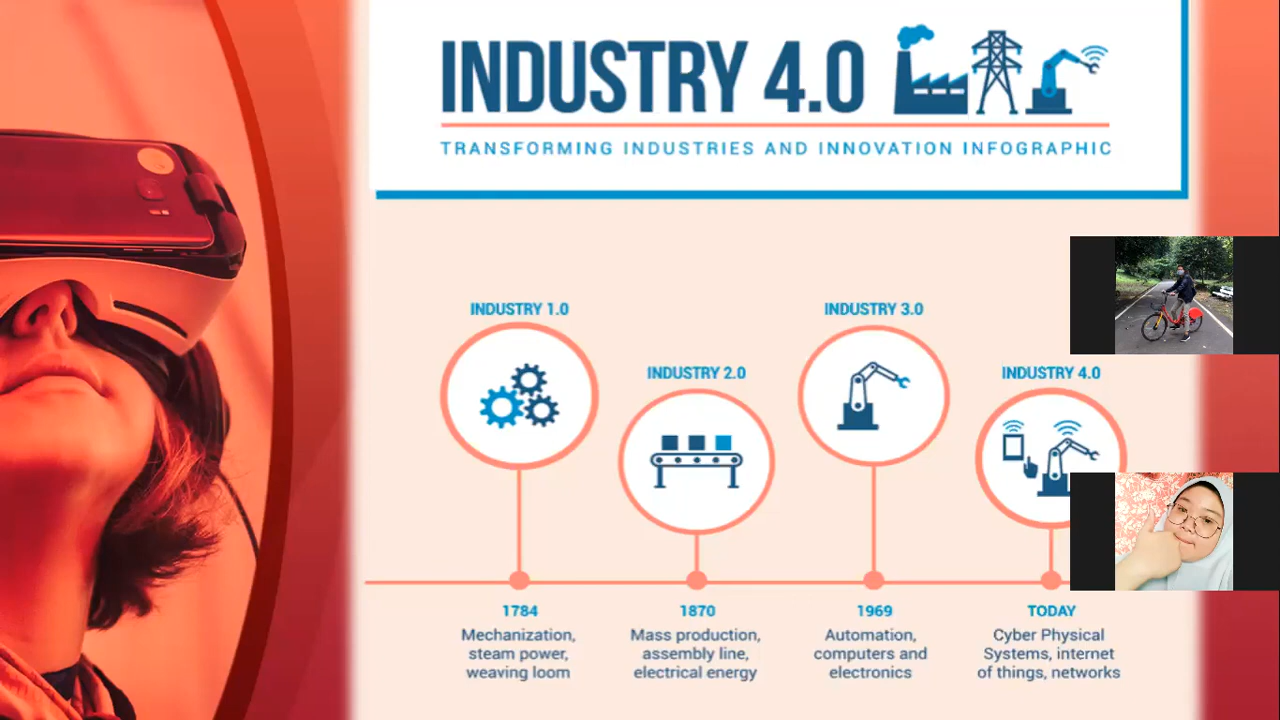 INDUSTRY 4.0
TRANSFORMING INDUSTRIES AND INNOVATION INFOGRAPHIC
INDUSTRY 1.0
INDUSTRY 2.0
INDUSTRY 3.0
INDUSTRY 4.0
1784
Mechanization,
steam power,
weaving loom
1870
Mass production,
assembly line,
electrical energy
1969
Automation,
computers and
electronics
TODAY
Cyber Physical
Systems, internet
of things, networks